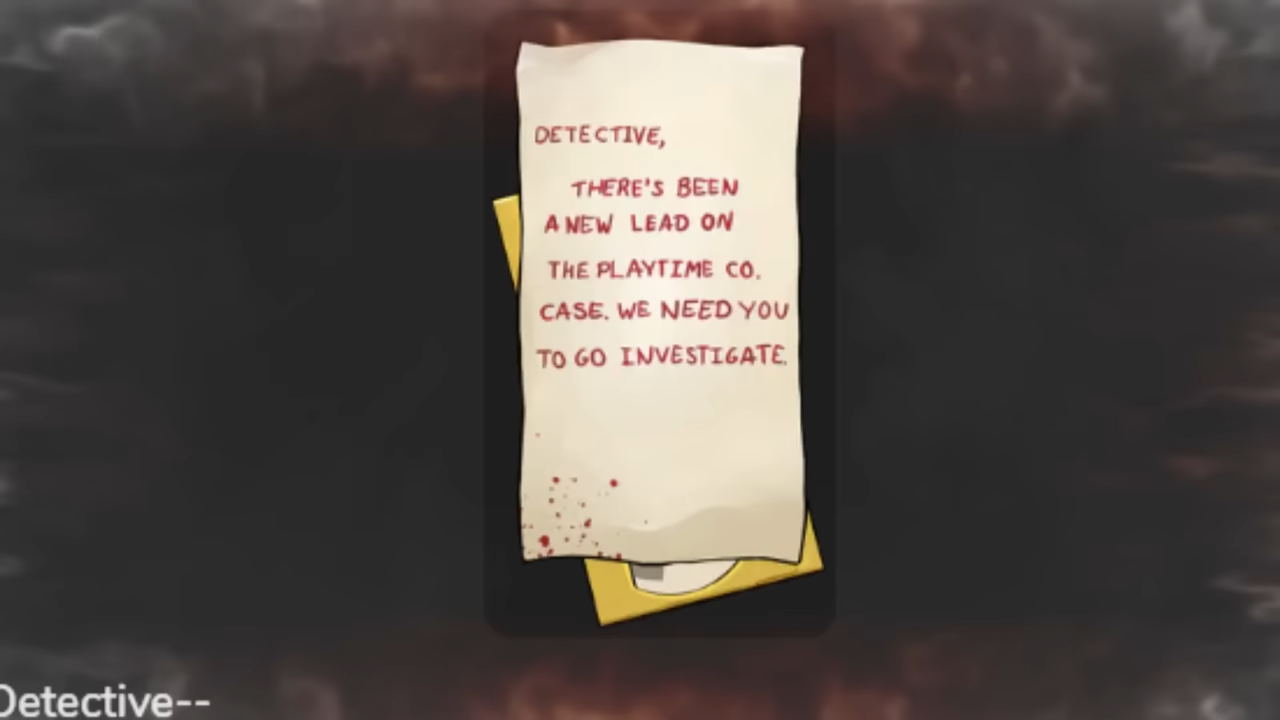 DETECTIVE,
THERE'S BEEN
A NEW LEAD ON
THE PLAYTIME CO.
CASE. WE NEED YOU
TO GO INVESTIGATE.
Detective--